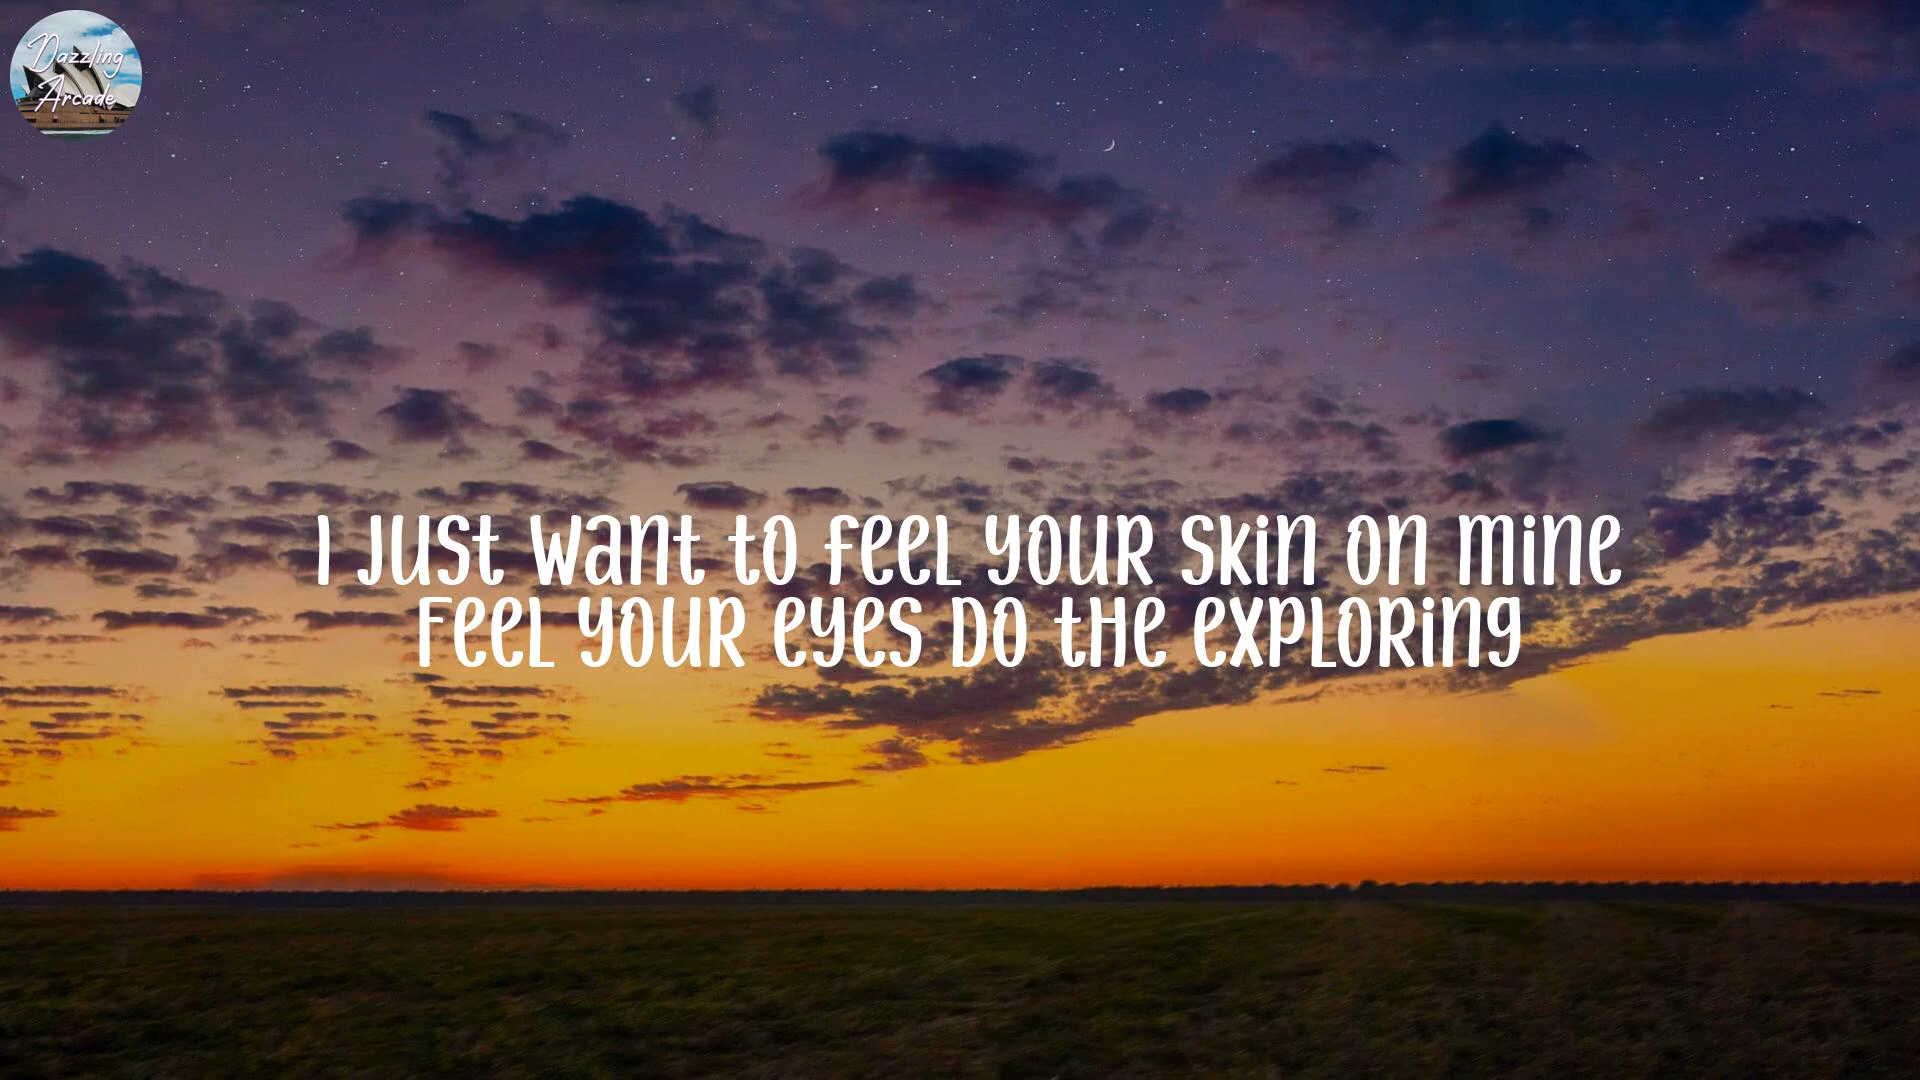 Dazzling
Arcade
I just want to feel your skin on mine
Feel your eyes do the exploring